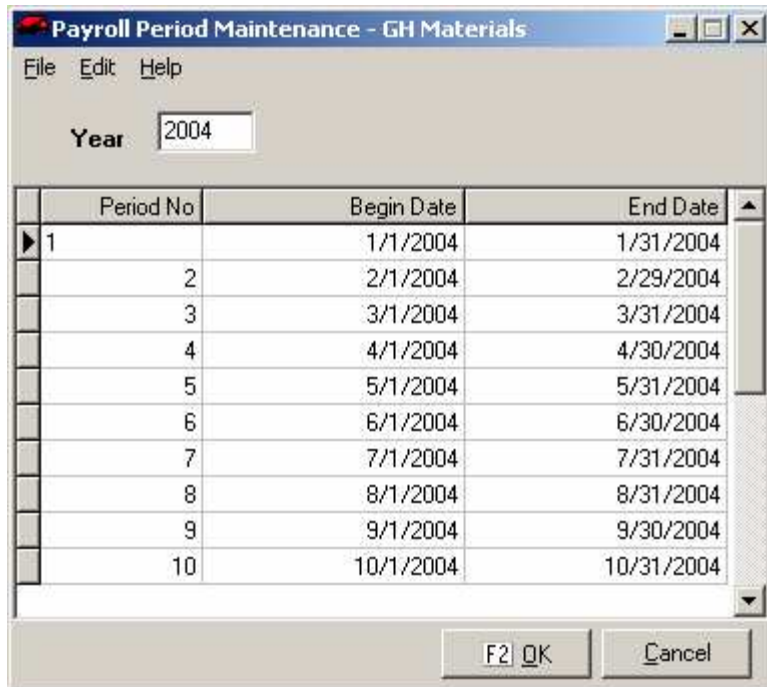 Payroll Period Maintenance - GH Materials
File Edit Help
Year 2004
Period No Begin Date End Date
1 1/1/2004 1/31/2004
2 2/1/2004 2/29/2004
3 3/1/2004 3/31/2004
4 4/1/2004 4/30/2004
5 5/1/2004 5/31/2004
6 6/1/2004 6/30/2004
7 7/1/2004 7/31/2004
8 8/1/2004 8/31/2004
9 9/1/2004 9/30/2004
10 10/1/2004 10/31/2004
F2 OK Cancel